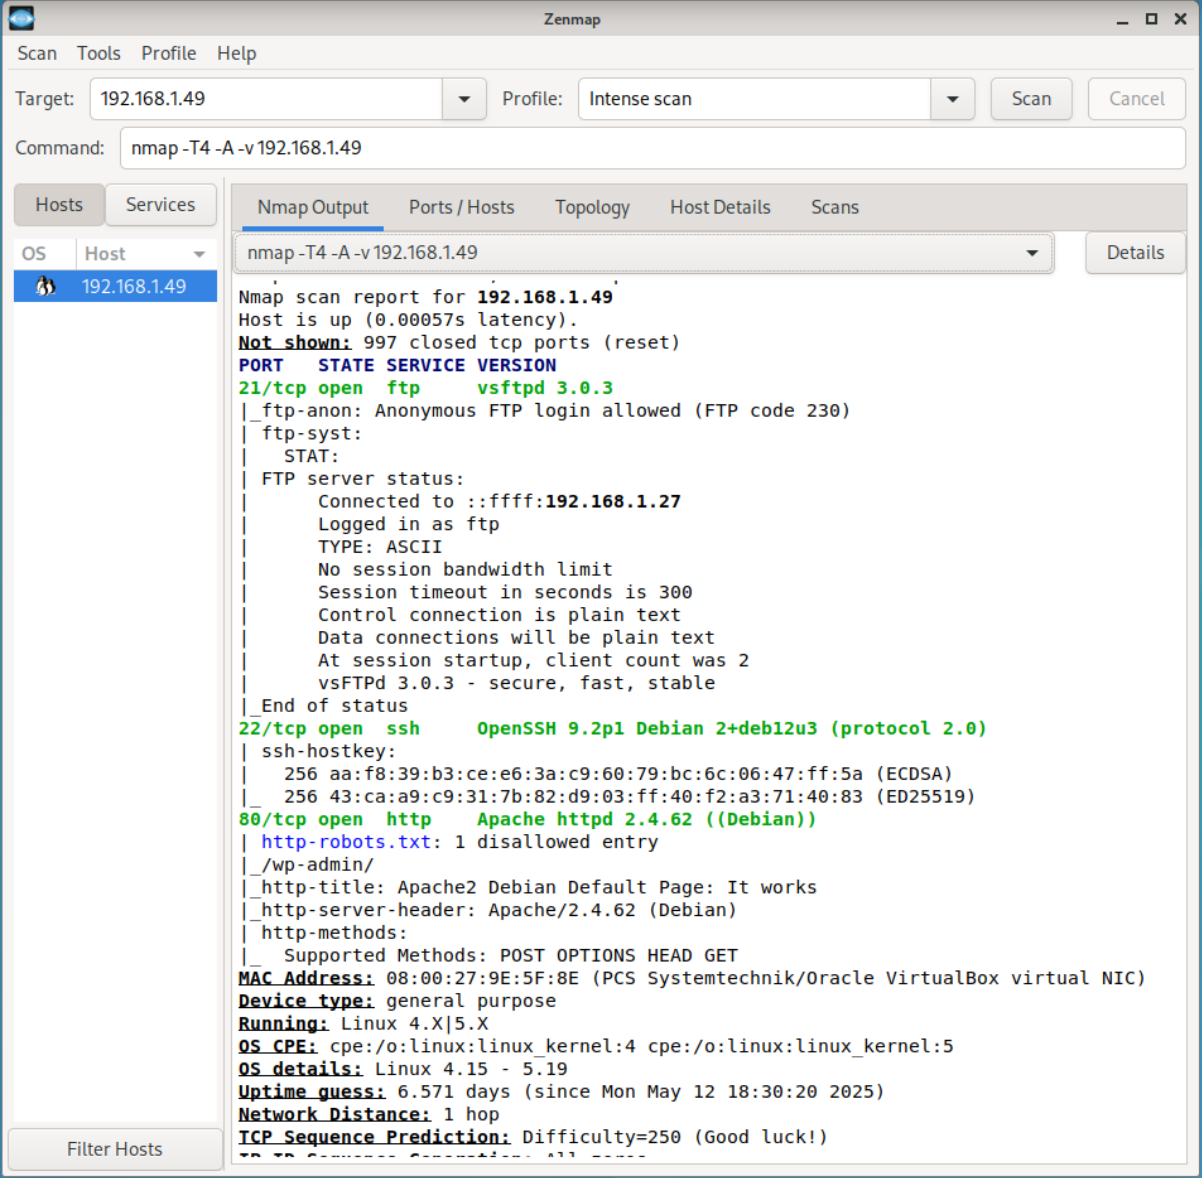 Zenmap
Scan Tools Profile Help
Target: 192.168.1.49 Profile: Intense scan Scan Cancel
Command: nmap -T4 -A -v 192.168.1.49
Hosts Services
Nmap Output Ports / Hosts Topology Host Details Scans
OS Host
192.168.1.49
nmap -T4 -A -v 192.168.1.49 Details
Nmap scan report for 192.168.1.49
Host is up (0.00057s latency).
Not shown: 997 closed tcp ports (reset)
PORT   STATE SERVICE VERSION
21/tcp open  ftp     vsftpd 3.0.3
|_ftp-anon: Anonymous FTP login allowed (FTP code 230)
| ftp-syst:
|   STAT:
| FTP server status:
|      Connected to ::ffff:192.168.1.27
|      Logged in as ftp
|      TYPE: ASCII
|      No session bandwidth limit
|      Session timeout in seconds is 300
|      Control connection is plain text
|      Data connections will be plain text
|      At session startup, client count was 2
|      vsFTPd 3.0.3 - secure, fast, stable
|_End of status
22/tcp open  ssh     OpenSSH 9.2p1 Debian 2+deb12u3 (protocol 2.0)
| ssh-hostkey:
|   256 aa:f8:39:b3:ce:e6:3a:c9:60:79:bc:6c:06:47:ff:5a (ECDSA)
|_  256 43:ca:a9:c9:31:7b:82:d9:03:ff:40:f2:a3:71:40:83 (ED25519)
80/tcp open  http    Apache httpd 2.4.62 ((Debian))
| http-robots.txt: 1 disallowed entry
|_/wp-admin/
|_http-title: Apache2 Debian Default Page: It works
|_http-server-header: Apache/2.4.62 (Debian)
| http-methods:
|_  Supported Methods: POST OPTIONS HEAD GET
MAC Address: 08:00:27:9E:5F:8E (PCS Systemtechnik/Oracle VirtualBox virtual NIC)
Device type: general purpose
Running: Linux 4.X|5.X
OS CPE: cpe:/o:linux:linux_kernel:4 cpe:/o:linux:linux_kernel:5
OS details: Linux 4.15 - 5.19
Uptime guess: 6.571 days (since Mon May 12 18:30:20 2025)
Network Distance: 1 hop
TCP Sequence Prediction: Difficulty=250 (Good luck!)
Filter Hosts